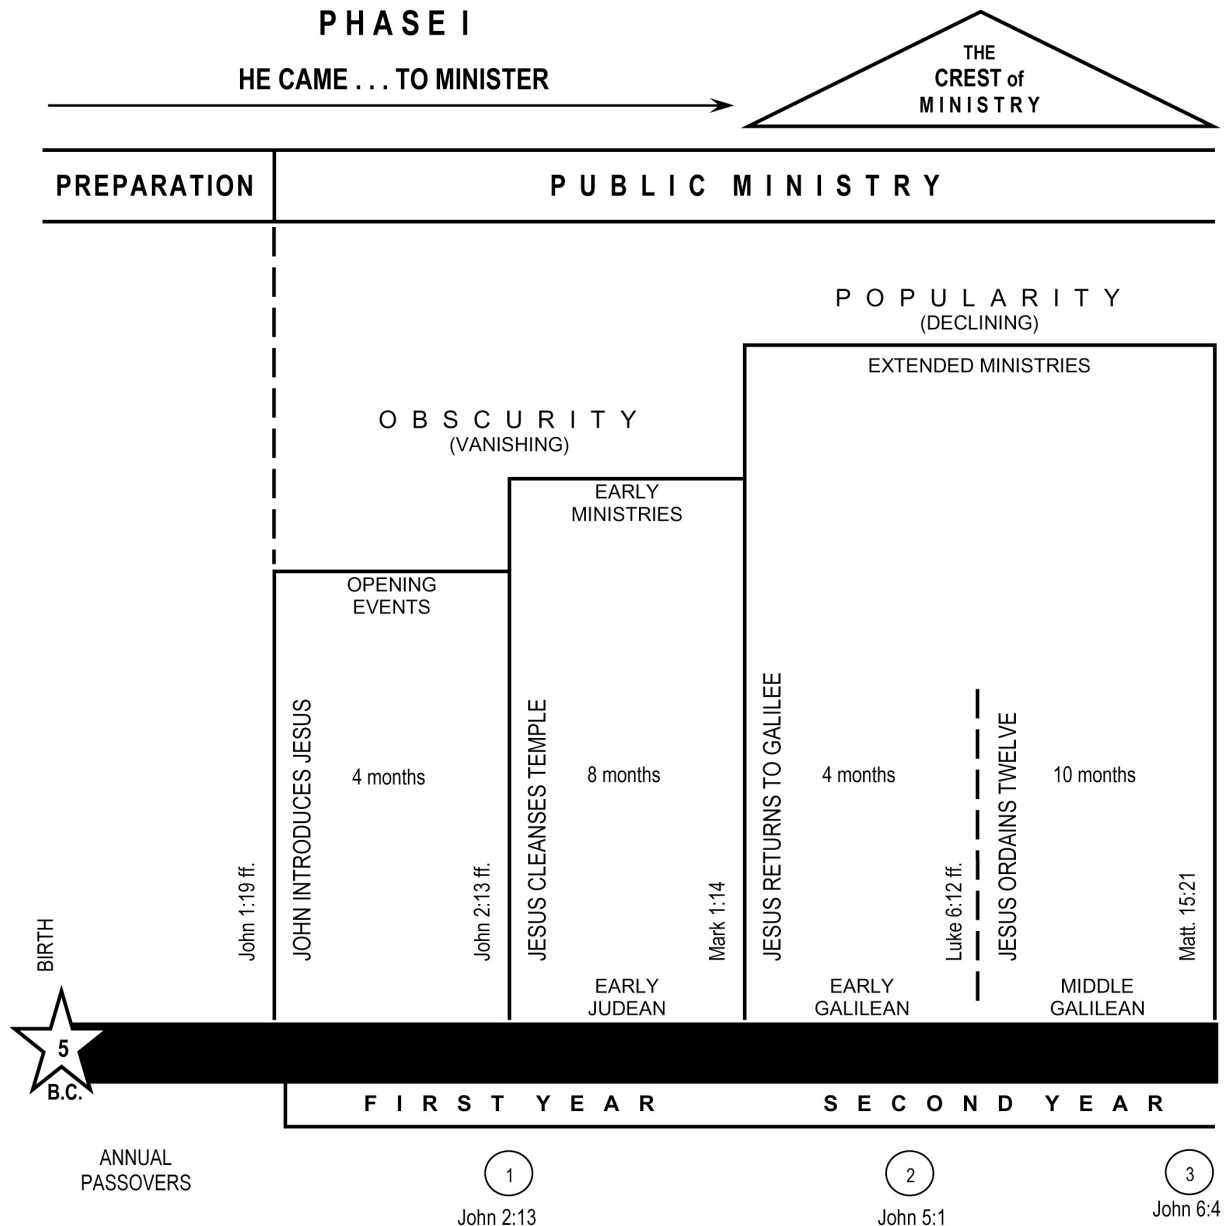 PHASE I
HE CAME . . . TO MINISTER
THE
CREST of
MINISTRY
PREPARATION
PUBLIC MINISTRY
POPULARITY
(DECLINING)
EXTENDED MINISTRIES
OBSCURITY
(VANISHING)
EARLY
MINISTRIES
OPENING
EVENTS
BIRTH
John 1:19 ff.
JOHN INTRODUCES JESUS
4 months
John 2:13 ff.
JESUS CLEANSES TEMPLE
8 months
Mark 1:14
JESUS RETURNS TO GALILEE
4 months
Luke 6:12 ff.
JESUS ORDAINS TWELVE
10 months
Matt. 15:21
EARLY
JUDEAN
EARLY
GALILEAN
MIDDLE
GALILEAN
5
B.C.
FIRST YEAR
SECOND YEAR
ANNUAL
PASSOVERS
1
John 2:13
2
John 5:1
3
John 6:4